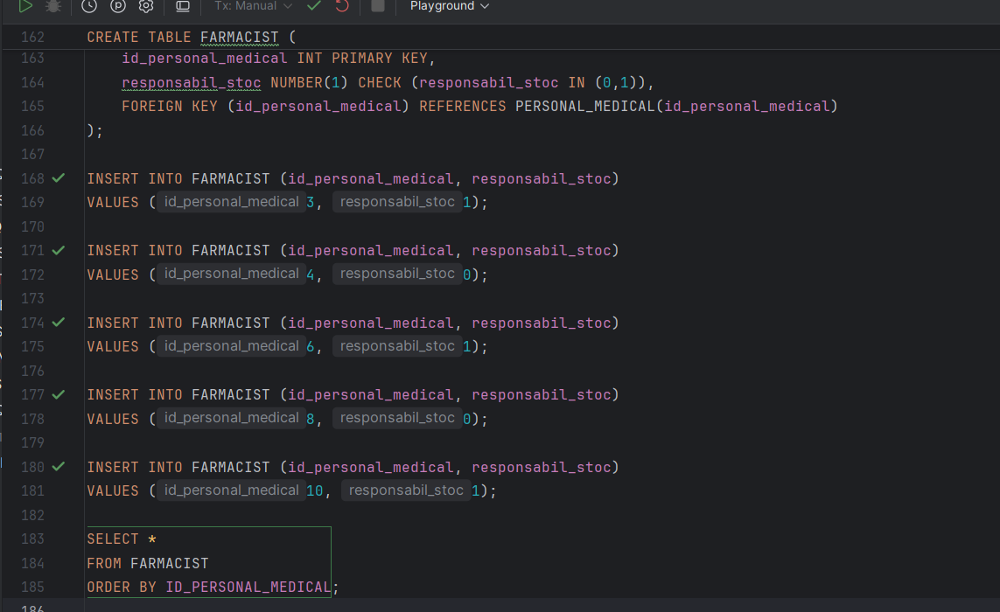 Tx: Manual Playground
162 CREATE TABLE FARMACIST (
163 id_personal_medical INT PRIMARY KEY,
164 responsabil_stoc NUMBER(1) CHECK (responsabil_stoc IN (0,1)),
165 FOREIGN KEY (id_personal_medical) REFERENCES PERSONAL_MEDICAL(id_personal_medical)
166 );
167
168 INSERT INTO FARMACIST (id_personal_medical, responsabil_stoc)
169 VALUES ( id_personal_medical 3, responsabil_stoc 1);
170
171 INSERT INTO FARMACIST (id_personal_medical, responsabil_stoc)
172 VALUES ( id_personal_medical 4, responsabil_stoc 0);
173
174 INSERT INTO FARMACIST (id_personal_medical, responsabil_stoc)
175 VALUES ( id_personal_medical 6, responsabil_stoc 1);
176
177 INSERT INTO FARMACIST (id_personal_medical, responsabil_stoc)
178 VALUES ( id_personal_medical 8, responsabil_stoc 0);
179
180 INSERT INTO FARMACIST (id_personal_medical, responsabil_stoc)
181 VALUES ( id_personal_medical 10, responsabil_stoc 1);
182
183 SELECT *
184 FROM FARMACIST
185 ORDER BY ID_PERSONAL_MEDICAL;
186